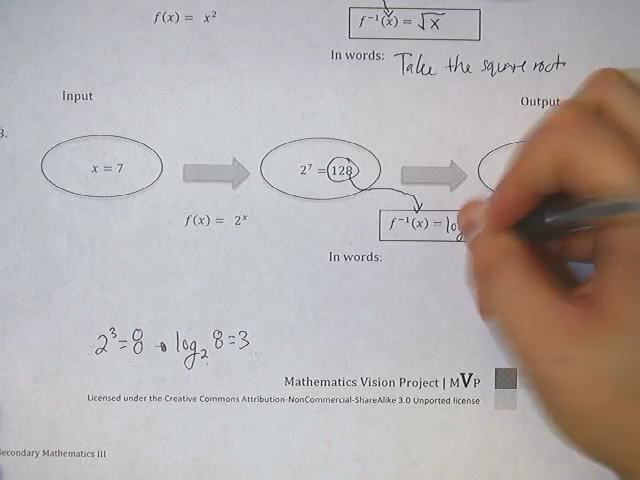 f(x) = x²
f⁻¹(x) = √x
In words: Take the square root
Input
Output
3.
x = 7
2⁷ = 128
f(x) = 2ˣ
f⁻¹(x) = log
In words:
2³=8 • log₂ 8=3
Mathematics Vision Project | MVP
Licensed under the Creative Commons Attribution-NonCommercial-ShareAlike 3.0 Unported license
Secondary Mathematics III